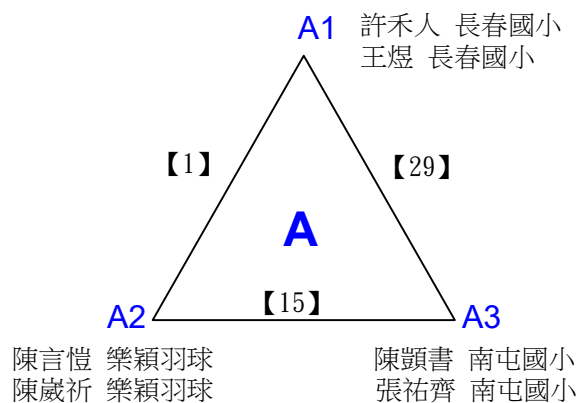 A1 許禾人 長春國小
王煜 長春國小
【1】
【29】
A
【15】
A2
A3
陳言愷 樂穎羽球
陳崴祈 樂穎羽球
陳顗書 南屯國小
張祐齊 南屯國小